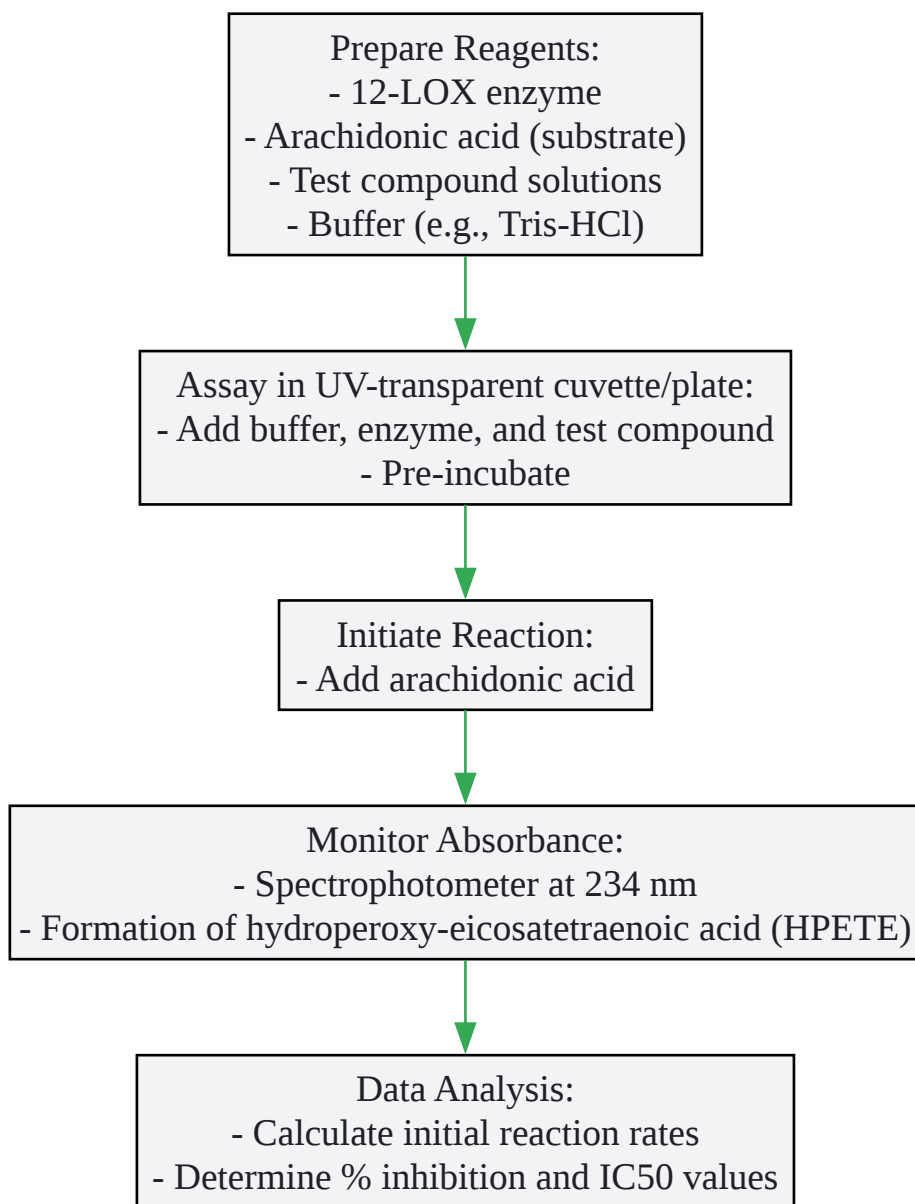 Prepare Reagents:
- 12-LOX enzyme
- Arachidonic acid (substrate)
- Test compound solutions
- Buffer (e.g., Tris-HCl)
Assay in UV-transparent cuvette/plate:
- Add buffer, enzyme, and test compound
- Pre-incubate
Initiate Reaction:
- Add arachidonic acid
Monitor Absorbance:
- Spectrophotometer at 234 nm
- Formation of hydroperoxy-eicosatetraenoic acid (HPETE)
Data Analysis:
- Calculate initial reaction rates
- Determine % inhibition and IC50 values